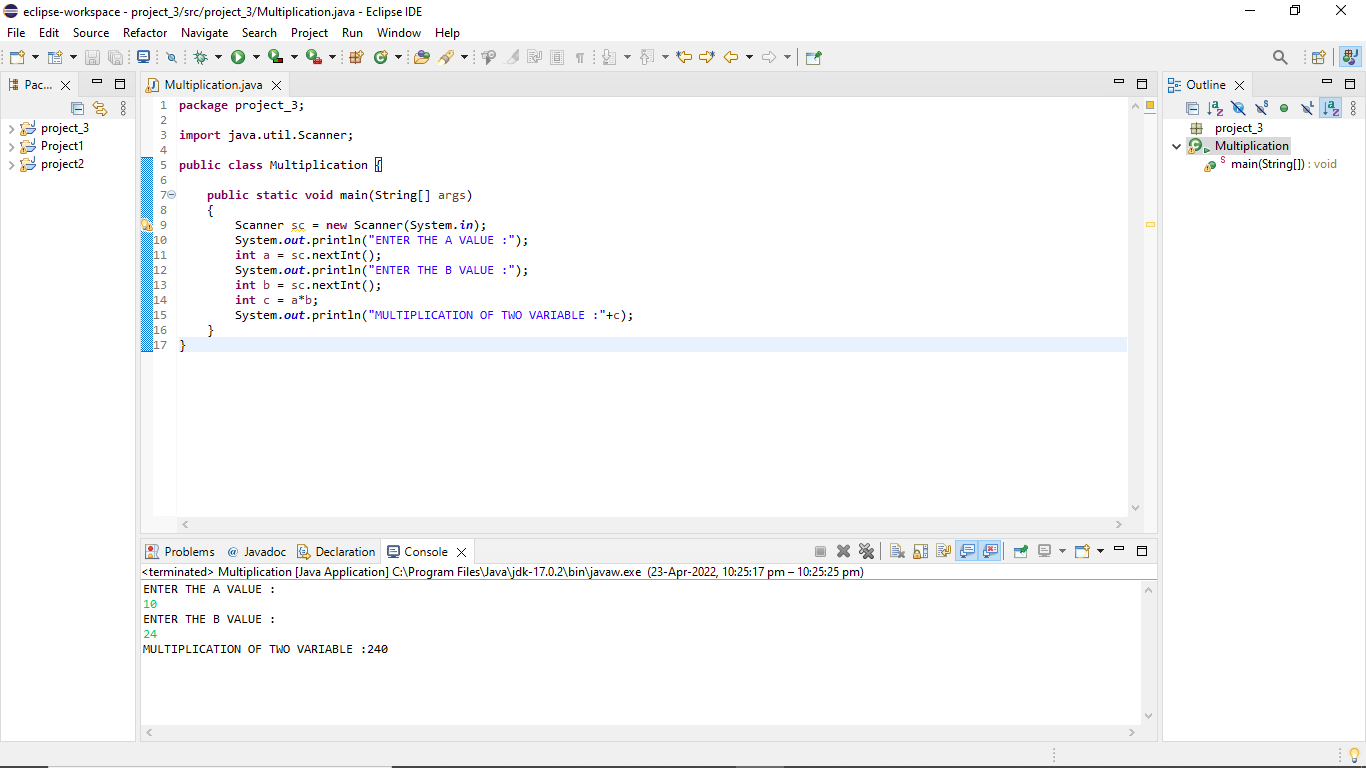 eclipse-workspace - project_3/src/project_3/Multiplication.java - Eclipse IDE
File Edit Source Refactor Navigate Search Project Run Window Help
Pac...
project_3
Project1
project2
Multiplication.java
1 package project_3;
2
3 import java.util.Scanner;
4
5 public class Multiplication {
6
7 public static void main(String[] args)
8 {
9 Scanner sc = new Scanner(System.in);
10 System.out.println("ENTER THE A VALUE :");
11 int a = sc.nextInt();
12 System.out.println("ENTER THE B VALUE :");
13 int b = sc.nextInt();
14 int c = a*b;
15 System.out.println("MULTIPLICATION OF TWO VARIABLE :"+c);
16 }
17 }
Outline
project_3
Multiplication
main(String[]) : void
Problems @ Javadoc Declaration Console
<terminated> Multiplication [Java Application] C:\Program Files\Java\jdk-17.0.2\bin\javaw.exe (23-Apr-2022, 10:25:17 pm – 10:25:25 pm)
ENTER THE A VALUE :
10
ENTER THE B VALUE :
24
MULTIPLICATION OF TWO VARIABLE :240